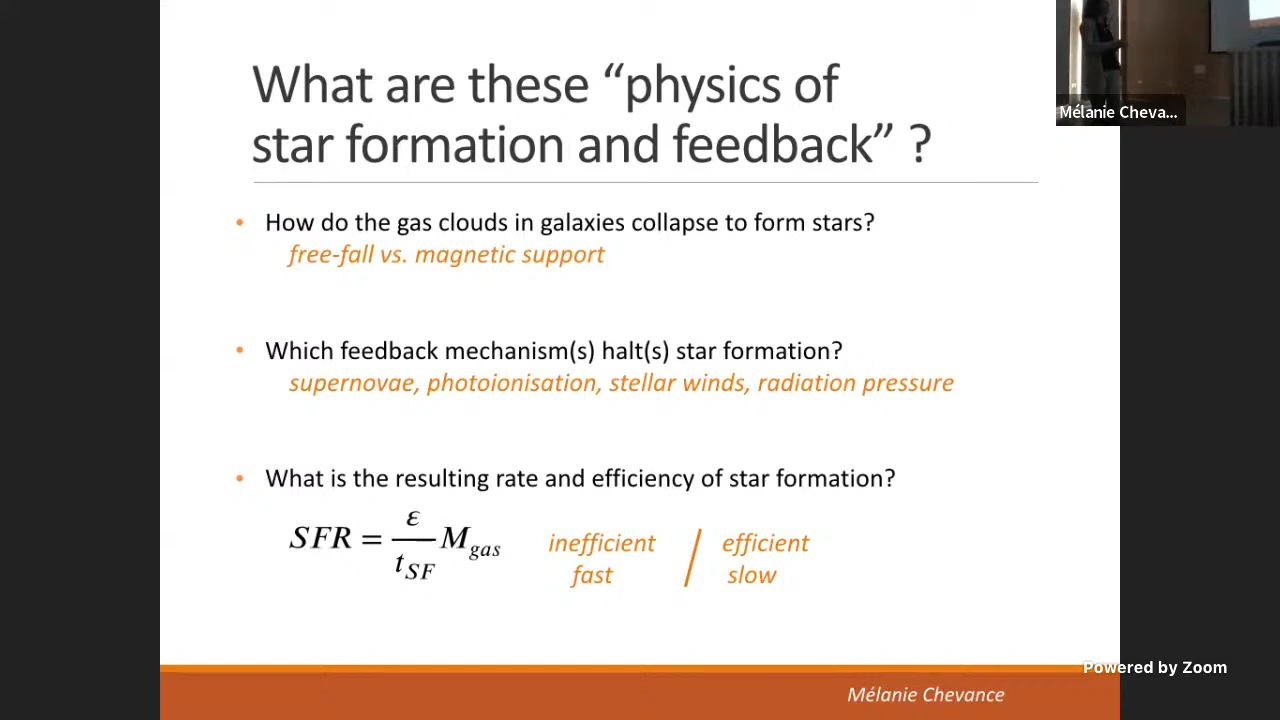 What are these “physics of
star formation and feedback” ?
Mélanie Cheva...
• How do the gas clouds in galaxies collapse to form stars?
free-fall vs. magnetic support
• Which feedback mechanism(s) halt(s) star formation?
supernovae, photoionisation, stellar winds, radiation pressure
• What is the resulting rate and efficiency of star formation?
SFR = ε / t_SF M_gas
inefficient / efficient
fast slow
Powered by Zoom
Mélanie Chevance